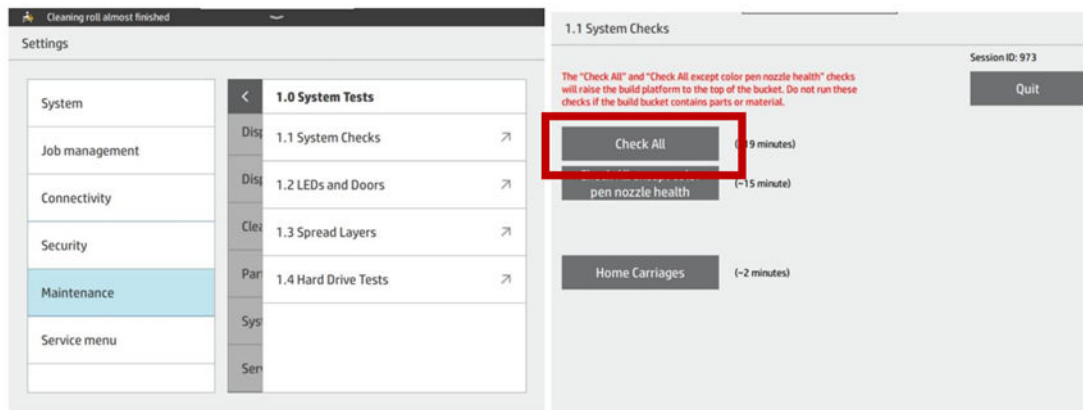 Cleaning roll almost finished
Settings
System
Job management
Connectivity
Security
Maintenance
Service menu
1.0 System Tests
1.1 System Checks
1.2 LEDs and Doors
1.3 Spread Layers
1.4 Hard Drive Tests
1.1 System Checks
Session ID: 973
The "Check All" and "Check All except color pen nozzle health" checks
will raise the build platform to the top of the bucket. Do not run these
checks if the build bucket contains parts or material.
Quit
Check All
19 minutes)
pen nozzle health
(~15 minute)
Home Carriages
(~2 minutes)